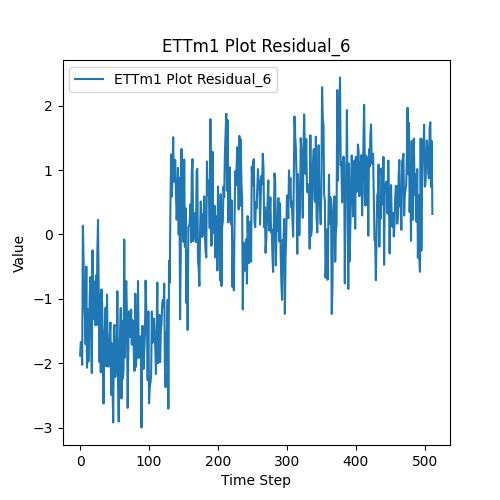 ETTm1 Plot Residual_6
ETTm1 Plot Residual_6
2
1
0
−1
−2
−3
Value
0 100 200 300 400 500
Time Step